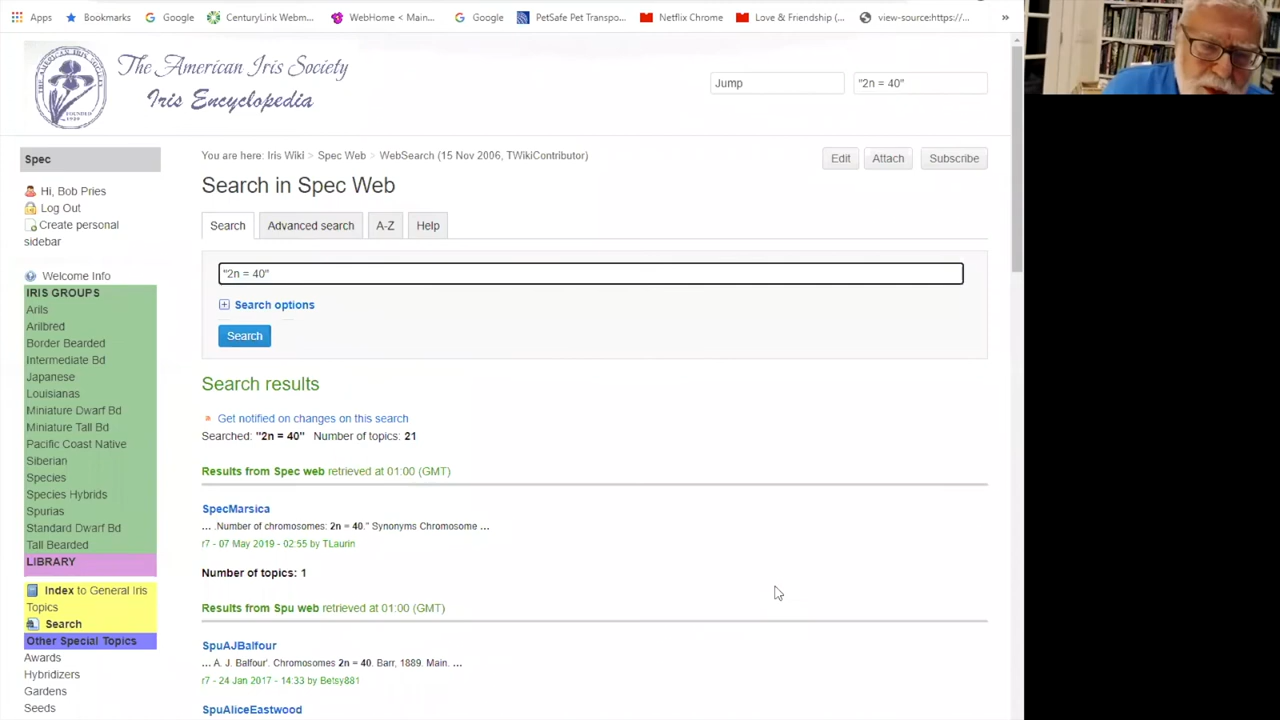 Apps Bookmarks Google CenturyLink Webm... WebHome < Main... Google PetSafe Pet Transpo... Netflix Chrome Love & Friendship (... view-source:https://... »
The American Iris Society
Iris Encyclopedia
FOUNDED
Jump
"2n = 40"
Spec
You are here: Iris Wiki > Spec Web > WebSearch (15 Nov 2006, TWikiContributor)
Edit Attach Subscribe
Hi, Bob Pries
Log Out
Create personal
sidebar
Welcome Info
IRIS GROUPS
Arils
Arilbred
Border Bearded
Intermediate Bd
Japanese
Louisianas
Miniature Dwarf Bd
Miniature Tall Bd
Pacific Coast Native
Siberian
Species
Species Hybrids
Spurias
Standard Dwarf Bd
Tall Bearded
LIBRARY
Index to General Iris
Topics
Search
Other Special Topics
Awards
Hybridizers
Gardens
Seeds
Search in Spec Web
Search Advanced search A-Z Help
"2n = 40"
Search options
Search
Search results
Get notified on changes on this search
Searched: "2n = 40" Number of topics: 21
Results from Spec web retrieved at 01:00 (GMT)
SpecMarsica
... .Number of chromosomes: 2n = 40." Synonyms Chromosome ...
r7 - 07 May 2019 - 02:55 by TLaurin
Number of topics: 1
Results from Spu web retrieved at 01:00 (GMT)
SpuAJBalfour
... A. J. Balfour'. Chromosomes 2n = 40. Barr, 1889. Main. ...
r7 - 24 Jan 2017 - 14:33 by Betsy881
SpuAliceEastwood